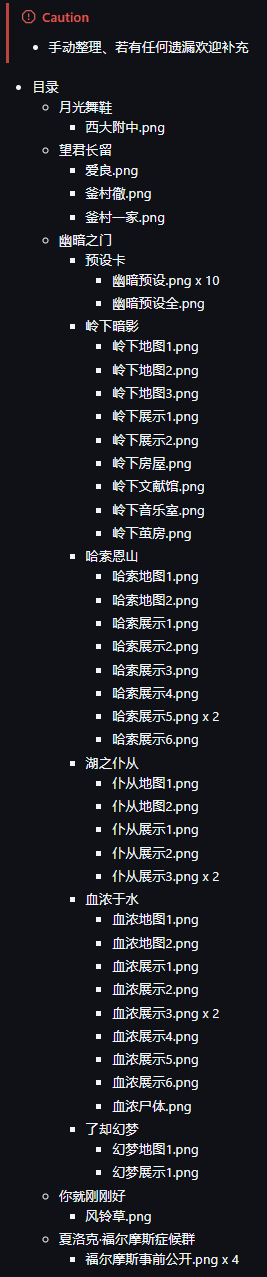 Caution
手动整理、若有任何遗漏欢迎补充
目录
月光舞鞋
西大附中.png
望君长留
爱良.png
釜村徹.png
釜村一家.png
幽暗之门
预设卡
幽暗预设.png x 10
幽暗预设全.png
岭下暗影
岭下地图1.png
岭下地图2.png
岭下地图3.png
岭下展示1.png
岭下展示2.png
岭下房屋.png
岭下文献馆.png
岭下音乐室.png
岭下茧房.png
哈索恩山
哈索地图1.png
哈索地图2.png
哈索展示1.png
哈索展示2.png
哈索展示3.png
哈索展示4.png
哈索展示5.png x 2
哈索展示6.png
湖之仆从
仆从地图1.png
仆从地图2.png
仆从展示1.png
仆从展示2.png
仆从展示3.png x 2
血浓于水
血浓地图1.png
血浓地图2.png
血浓展示1.png
血浓展示2.png
血浓展示3.png x 2
血浓展示4.png
血浓展示5.png
血浓展示6.png
血浓尸体.png
了却幻梦
幻梦地图1.png
幻梦展示1.png
你就刚刚好
风铃草.png
夏洛克·福尔摩斯症候群
福尔摩斯事前公开.png x 4